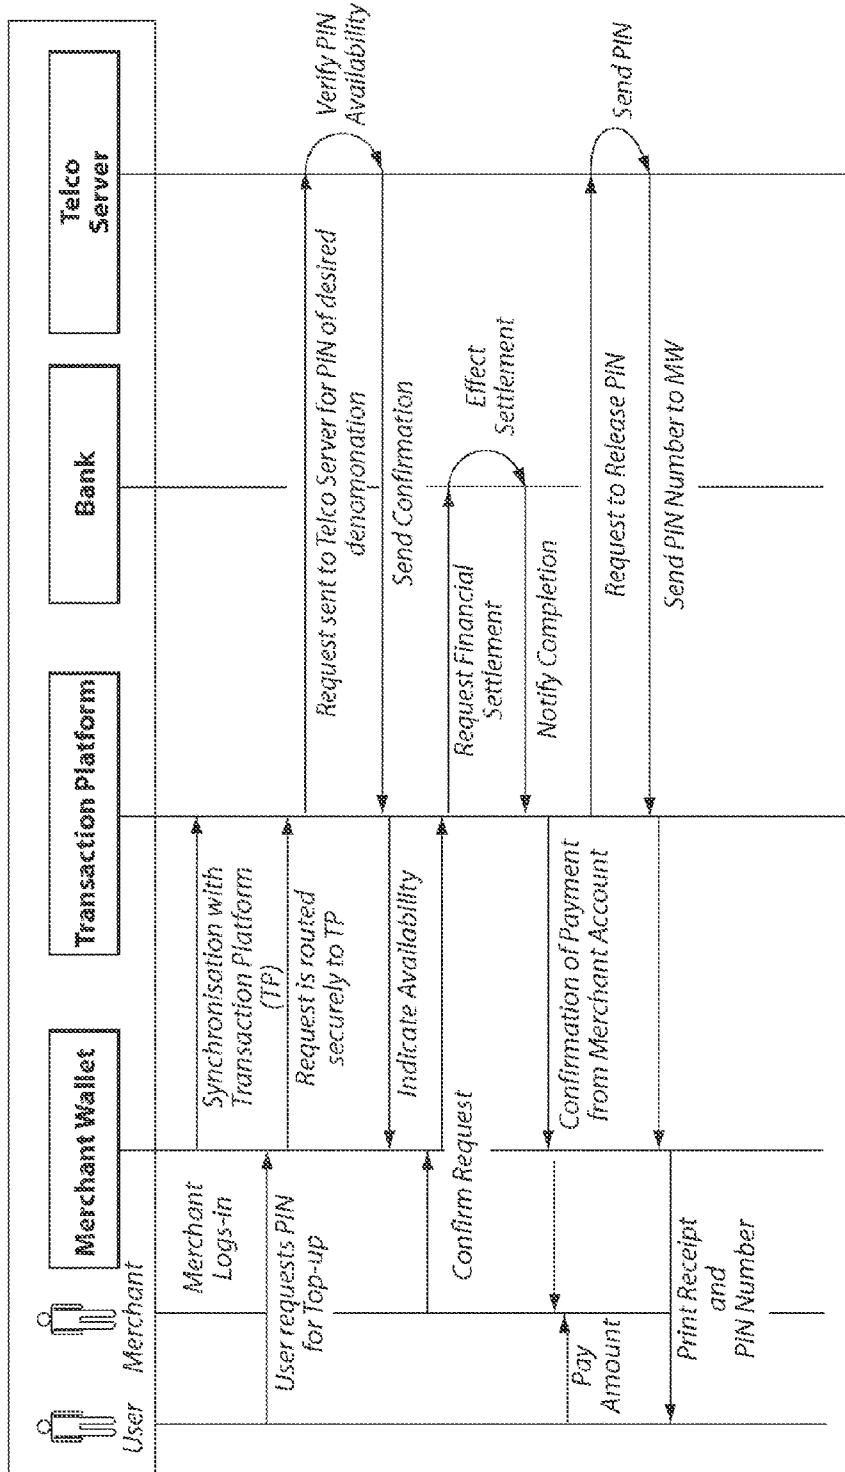 User
Merchant
Merchant Wallet
Transaction Platform
Bank
Telco
Server
Merchant
Logs-in
Synchronisation with
Transaction Platform
(TP)
User requests PIN
for Top-up
Request is routed
securely to TP
Request sent to Telco Server for PIN of desired
denomonation
Verify PIN
Availability
Send Confirmation
Indicate Availability
Confirm Request
Request Financial
Settlement
Effect
Settlement
Notify Completion
Confirmation of Payment
from Merchant Account
Pay
Amount
Request to Release PIN
Send PIN
Send PIN Number to MW
Print Receipt
and
PIN Number